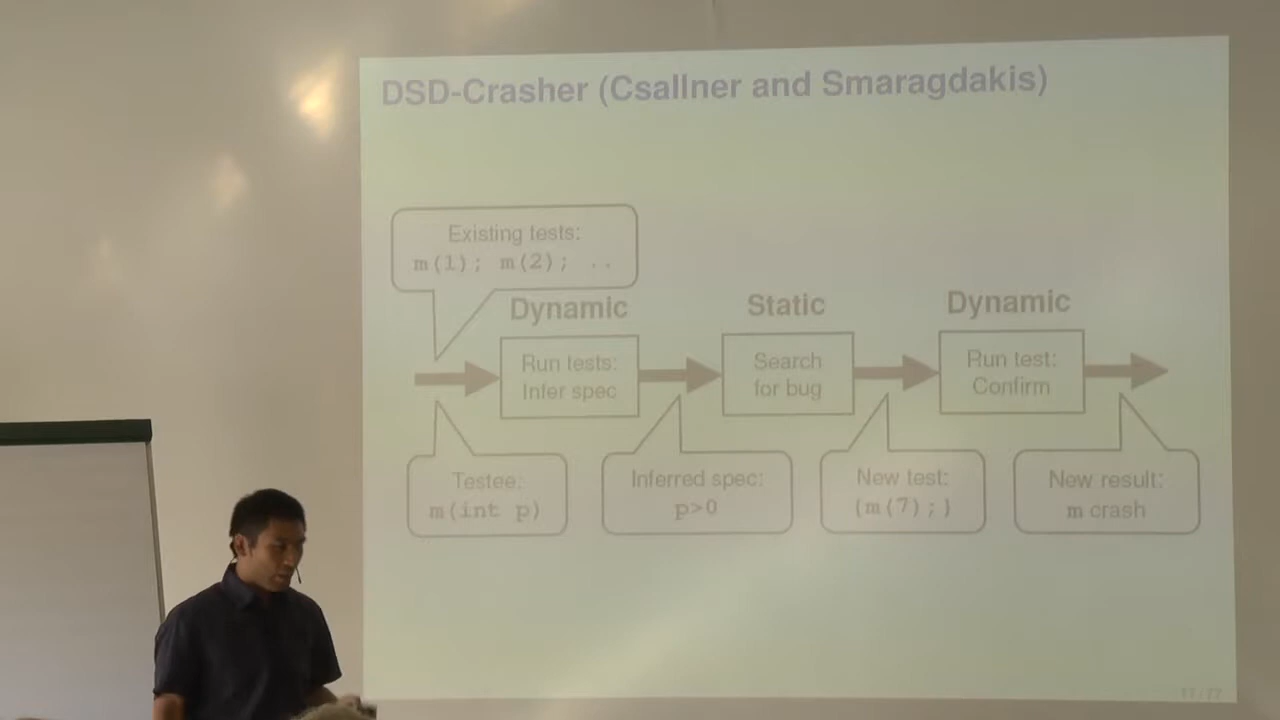 DSD-Crasher (Csallner and Smaragdakis)
Existing tests:
m(1); m(2); ..
Dynamic
Static
Dynamic
Run tests:
Infer spec
Search
for bug
Run test:
Confirm
Testee:
m(int p)
Inferred spec:
p>0
New test:
{m(7);}
New result:
m crash